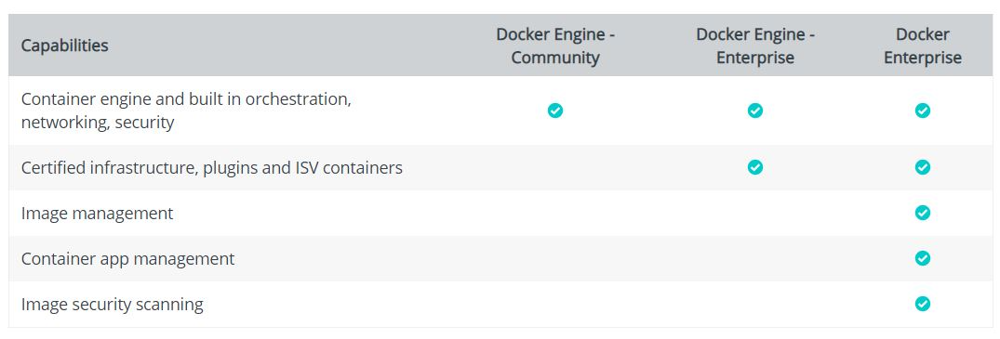 Capabilities
Docker Engine -
Community
Docker Engine -
Enterprise
Docker
Enterprise
Container engine and built in orchestration,
networking, security
Certified infrastructure, plugins and ISV containers
Image management
Container app management
Image security scanning